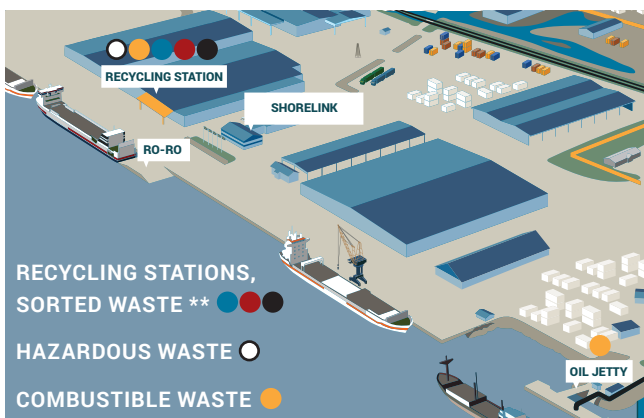 RECYCLING STATION
SHORELINK
RO-RO
RECYCLING STATIONS,
SORTED WASTE **
HAZARDOUS WASTE
COMBUSTIBLE WASTE
OIL JETTY